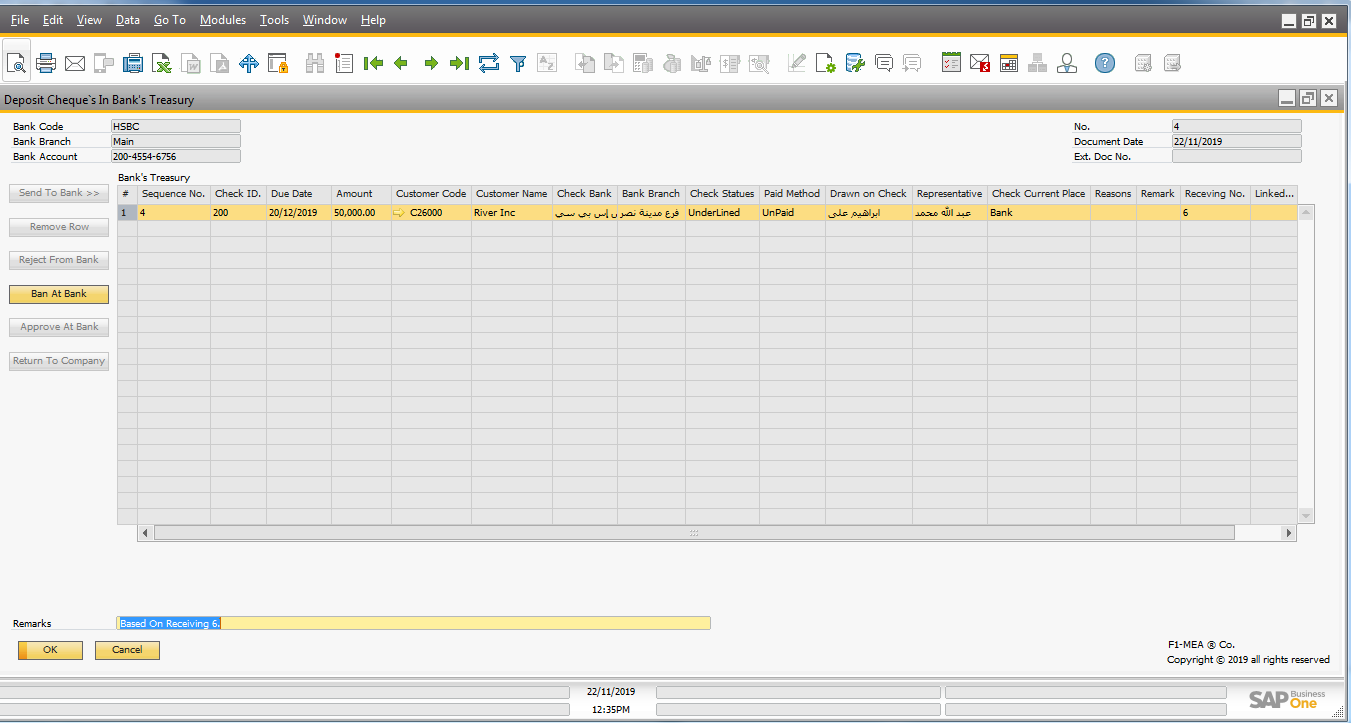 File Edit View Data Go To Modules Tools Window Help
Deposit Cheque`s In Bank's Treasury
Bank Code HSBC
Bank Branch Main
Bank Account 200-4554-6756
No. 4
Document Date 22/11/2019
Ext. Doc No.
Bank's Treasury
Send To Bank >>
Remove Row
Reject From Bank
Ban At Bank
Approve At Bank
Return To Company
# Sequence No. Check ID. Due Date Amount Customer Code Customer Name Check Bank Bank Branch Check Statues Paid Method Drawn on Check Representative Check Current Place Reasons Remark Receving No. Linked...
1 4 200 20/12/2019 50,000.00 C26000 River Inc إس بي سي فرع مدينة نصر UnderLined UnPaid ابراهيم على عبد الله محمد Bank 6
Remarks Based On Receiving 6.
OK Cancel
F1-MEA ® Co.
Copyright © 2019 all rights reserved
22/11/2019
12:35PM
SAP Business One